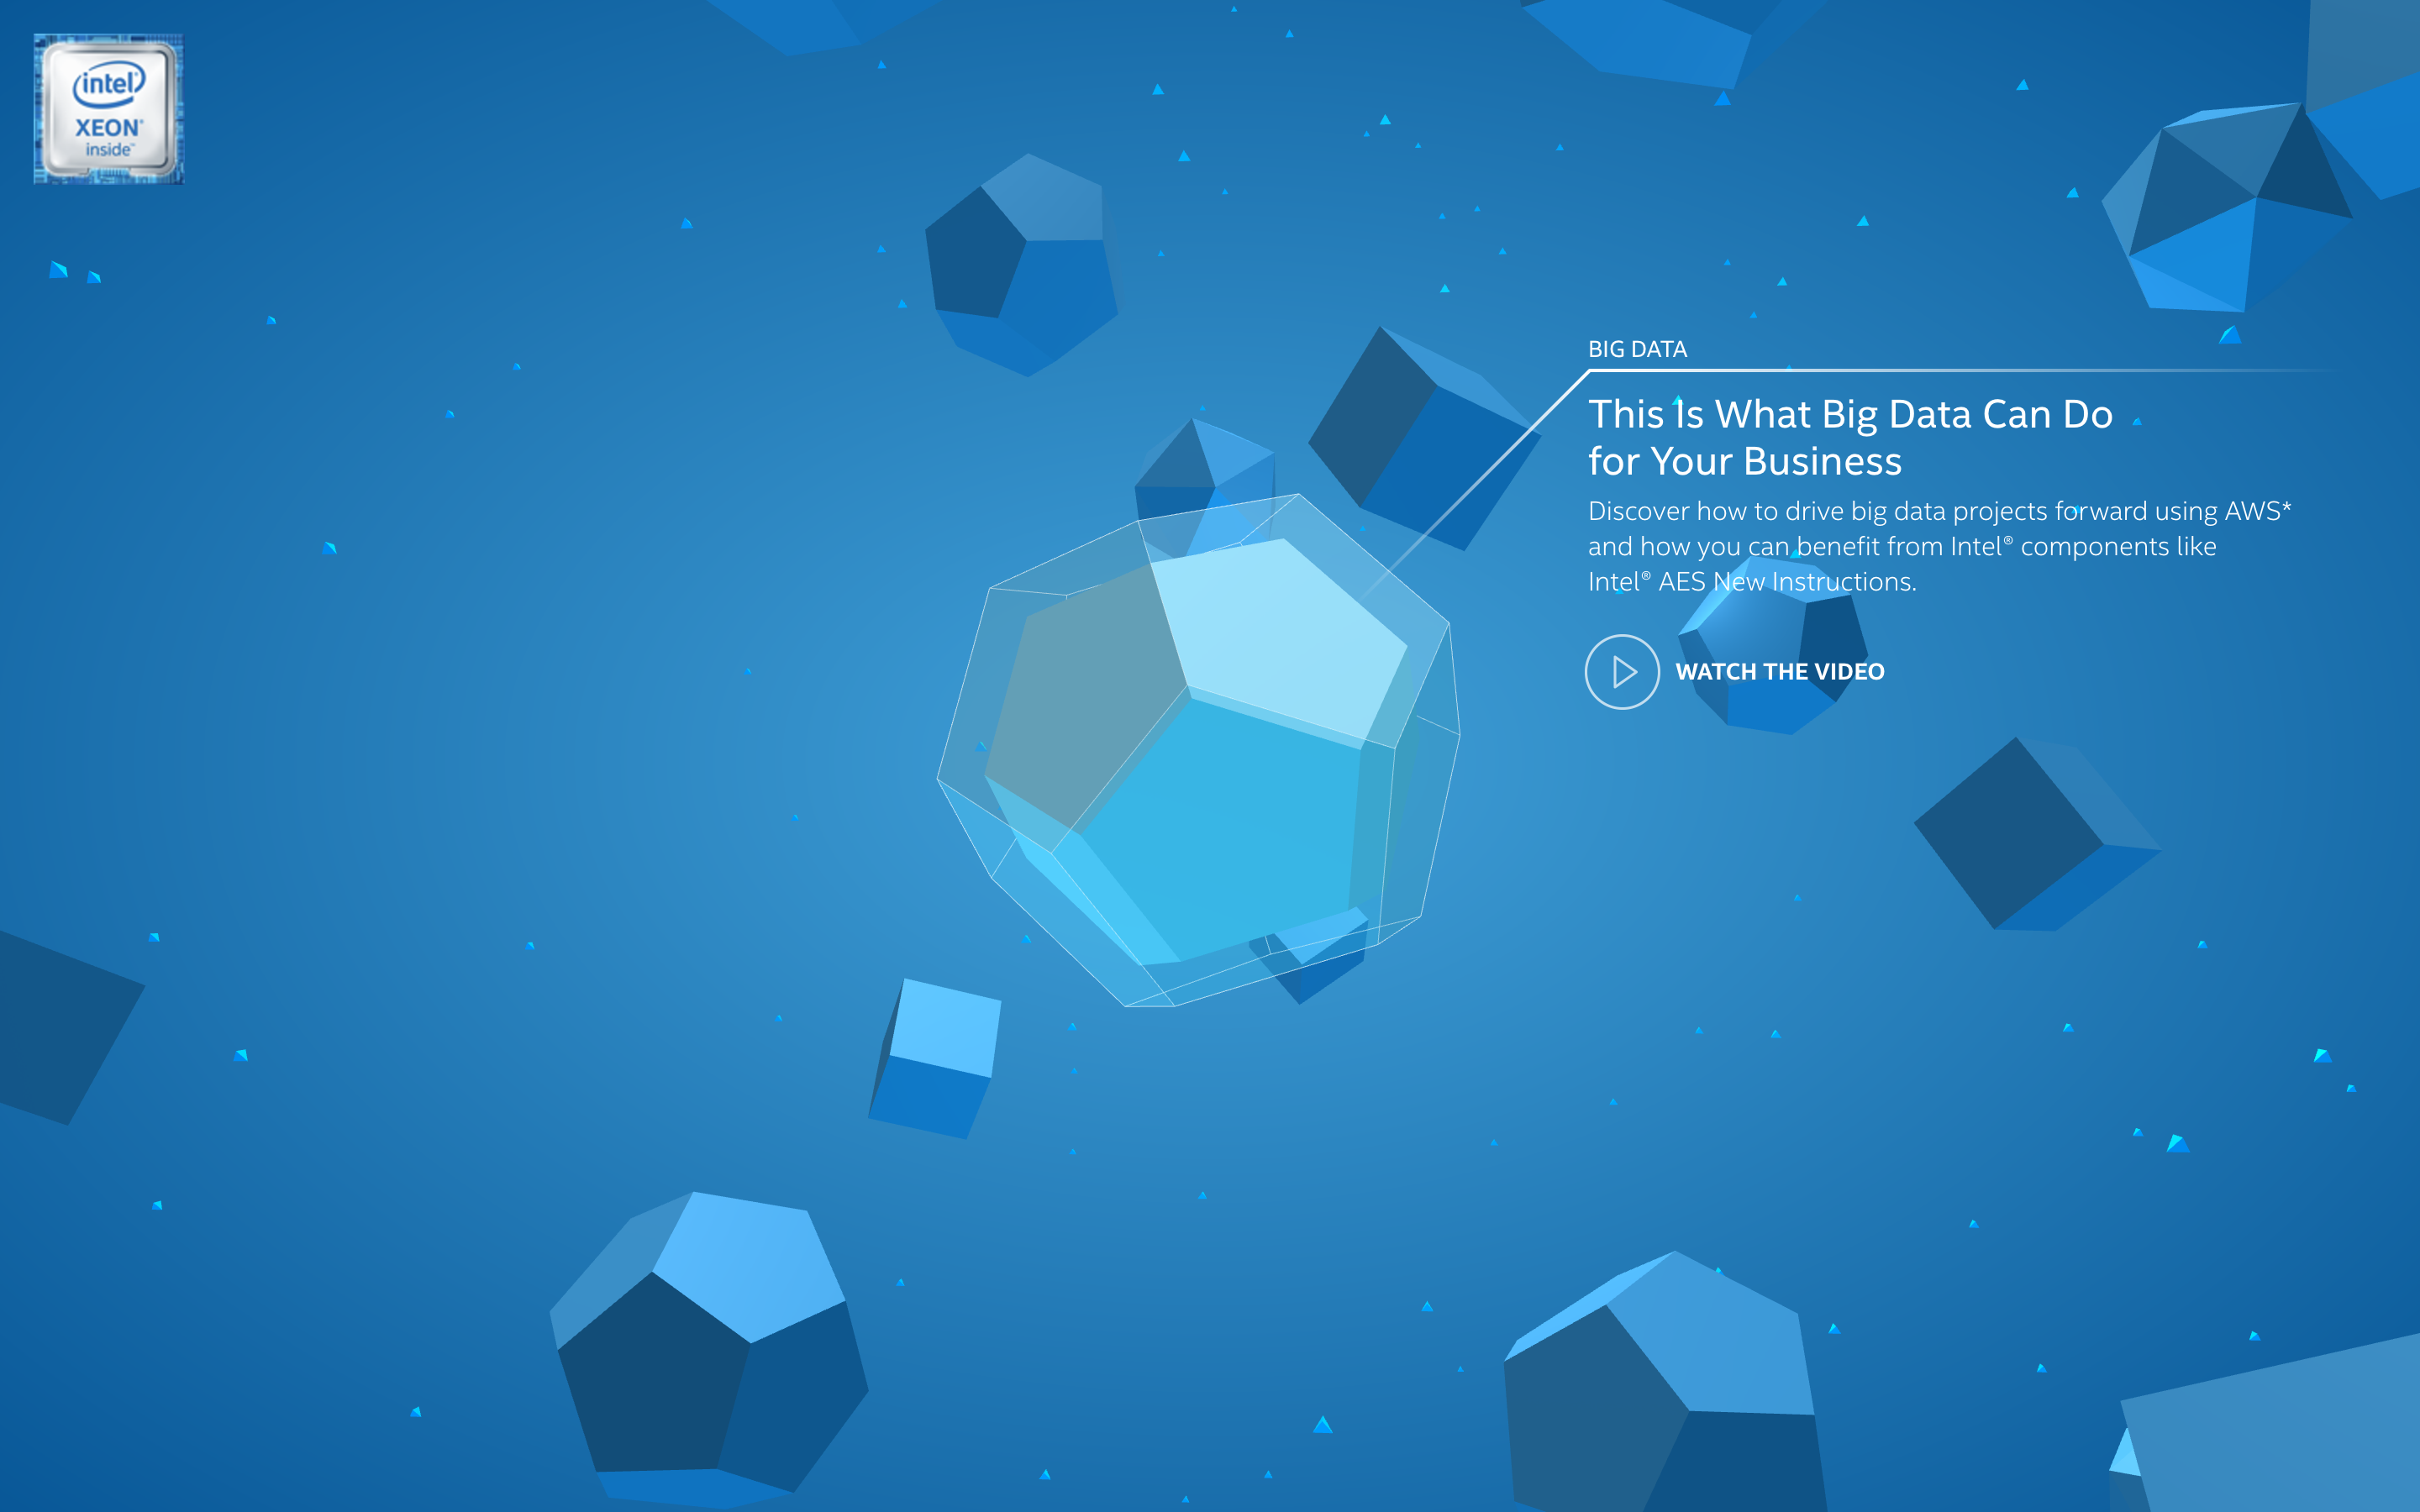 intel®
XEON®
inside™
BIG DATA
This Is What Big Data Can Do
for Your Business
Discover how to drive big data projects forward using AWS*
and how you can benefit from Intel® components like
Intel® AES New Instructions.
WATCH THE VIDEO